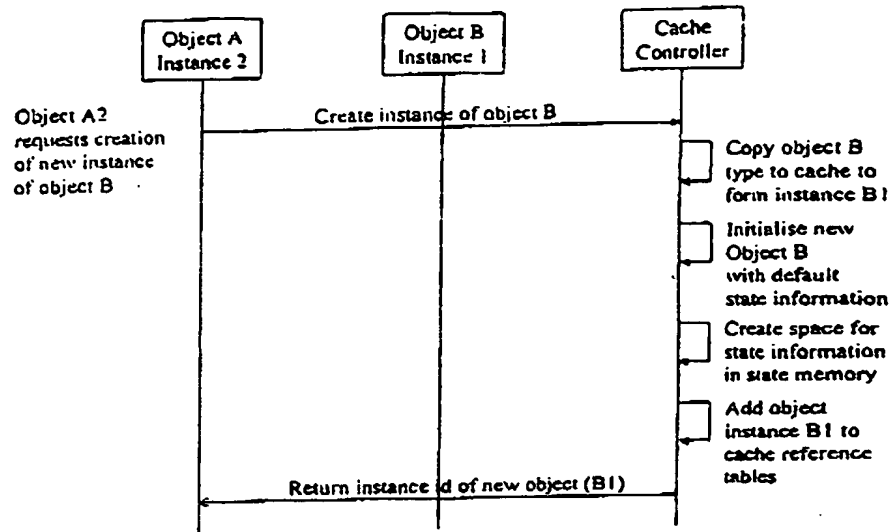 Object A
Instance 2
Object B
Instance 1
Cache
Controller
Object A2
requests creation
of new instance
of object B
Create instance of object B
Copy object B
type to cache to
form instance B1
Initialise new
Object B
with default
state information
Create space for
state information
in state memory
Add object
instance B1 to
cache reference
tables
Return instance id of new object (B1)